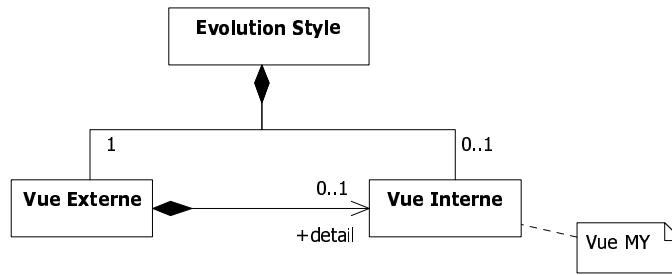 Evolution Style
1
0..1
Vue Externe
0..1
Vue Interne
+detail
Vue MY